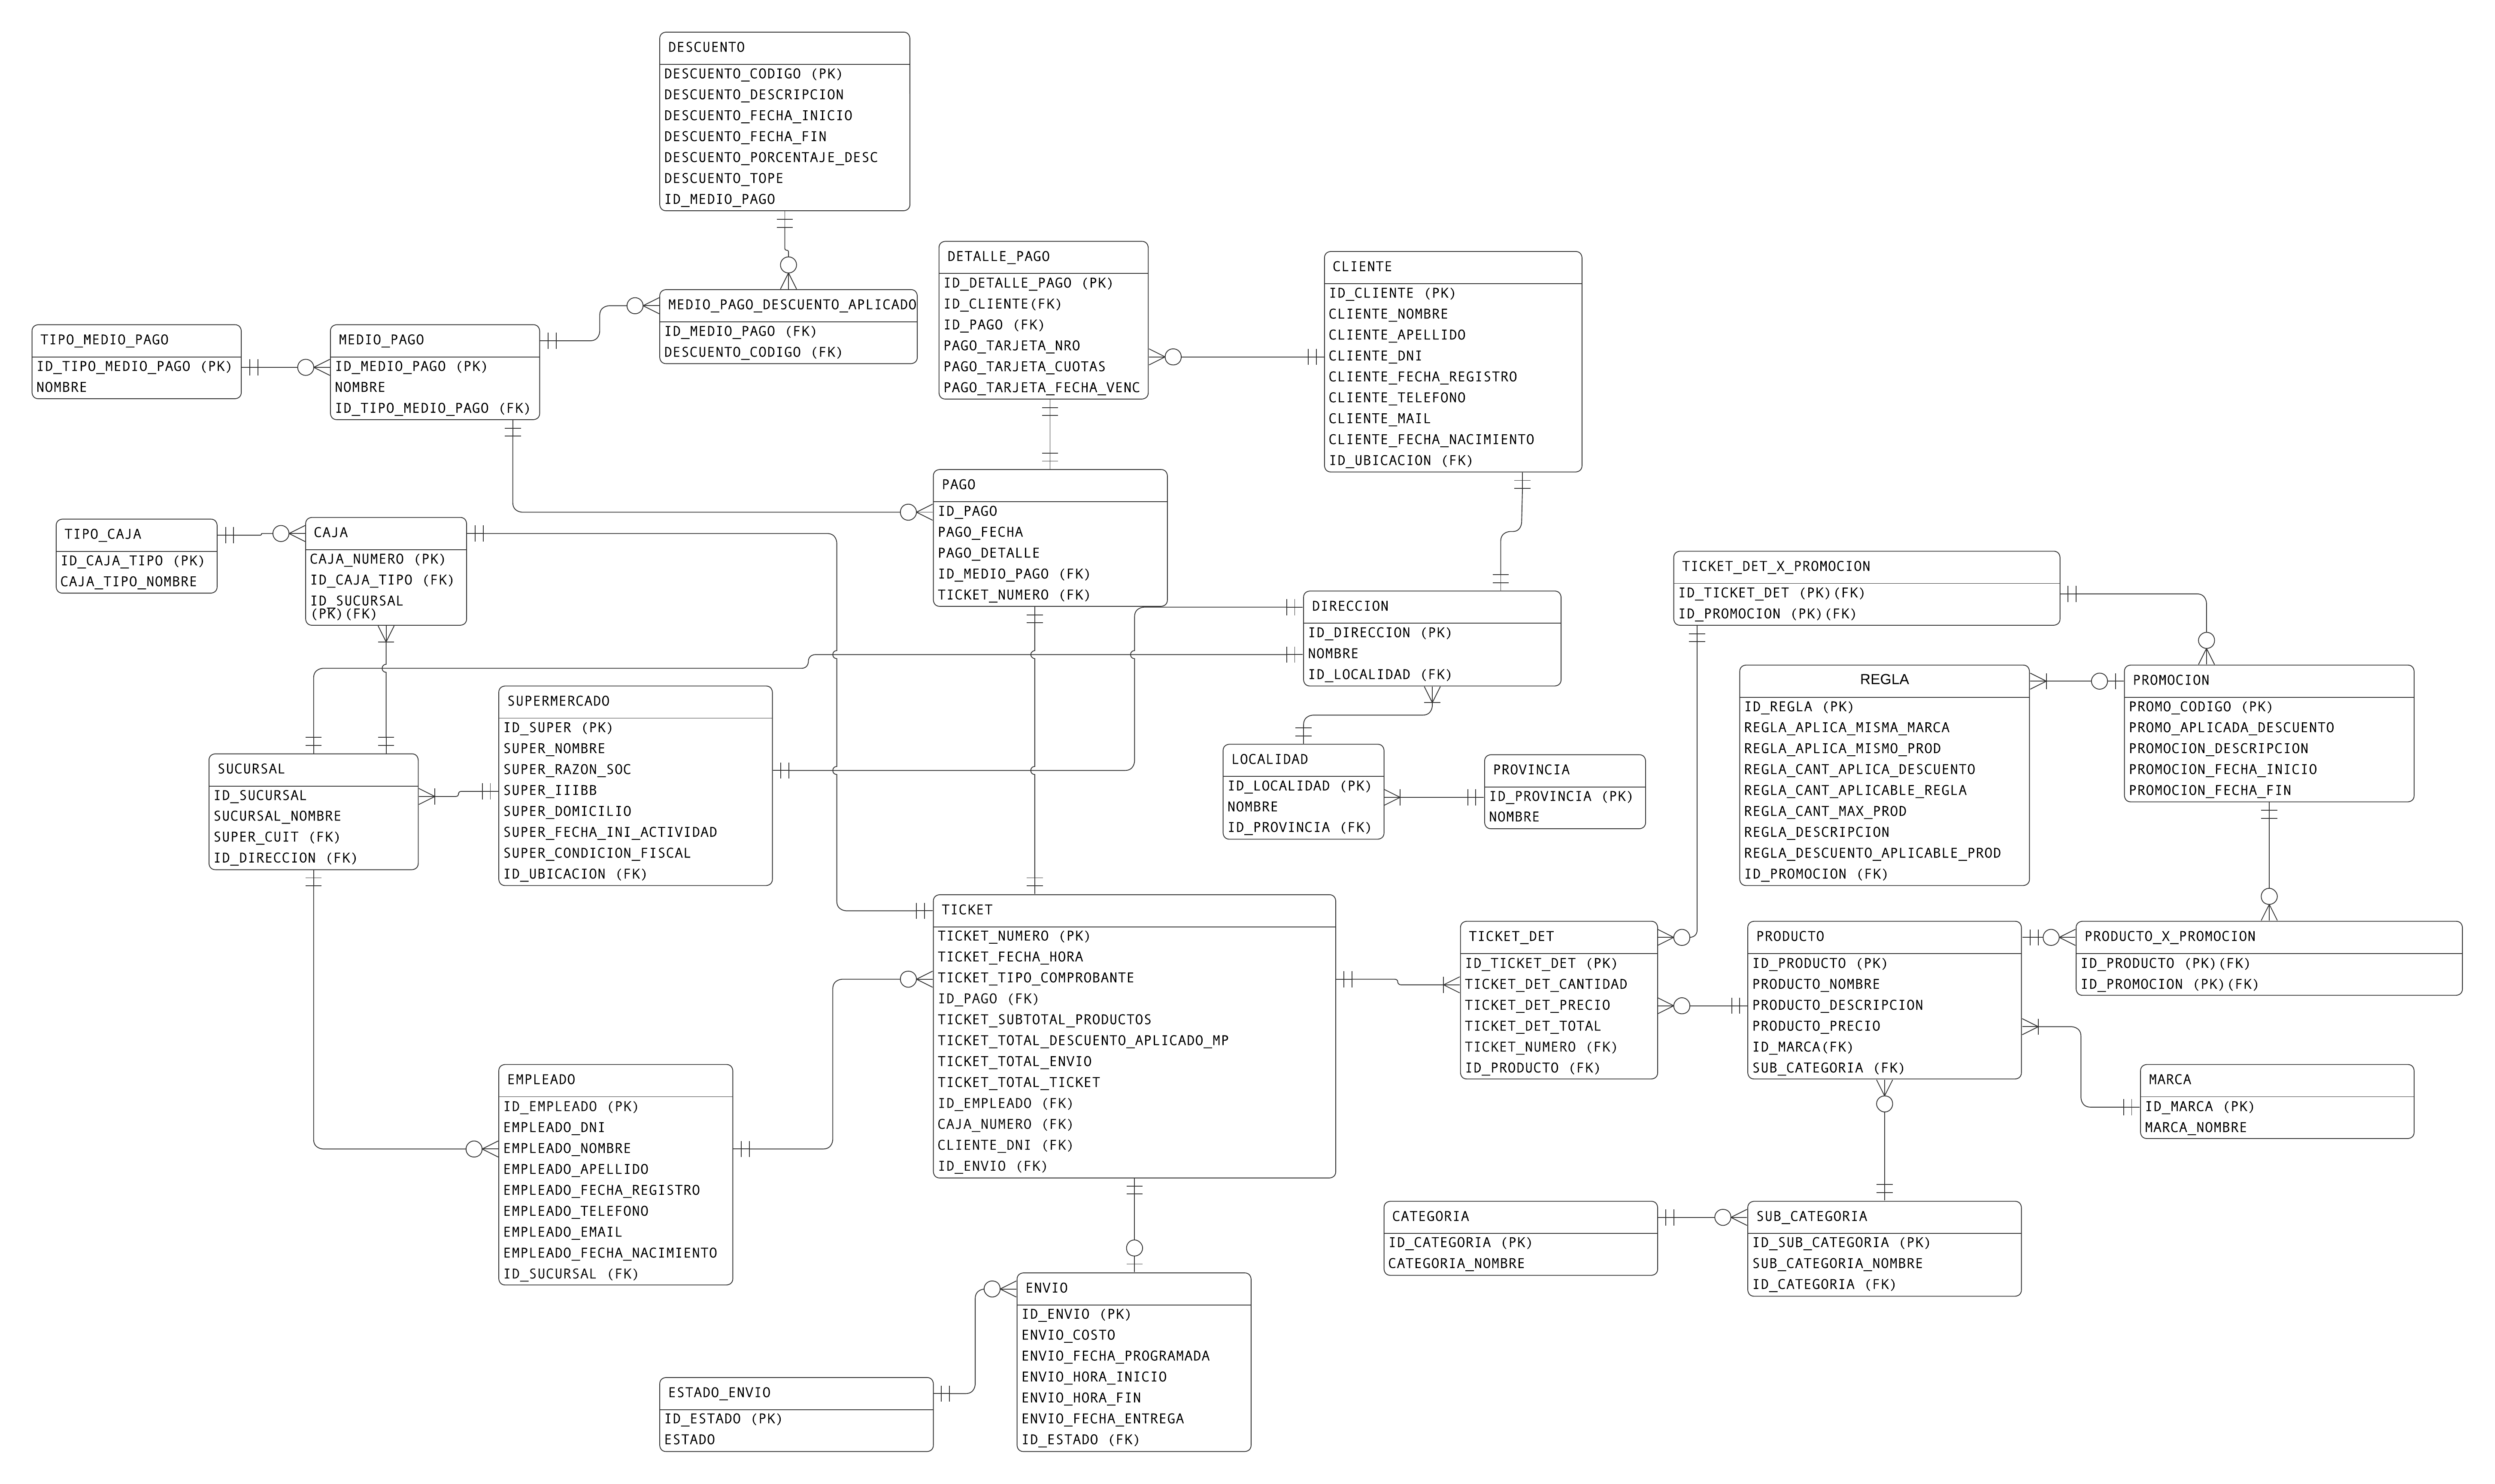 DESCUENTO
DESCUENTO_CODIGO (PK)
DESCUENTO_DESCRIPCION
DESCUENTO_FECHA_INICIO
DESCUENTO_FECHA_FIN
DESCUENTO_PORCENTAJE_DESC
DESCUENTO_TOPE
ID_MEDIO_PAGO
MEDIO_PAGO_DESCUENTO_APLICADO
ID_MEDIO_PAGO (FK)
DESCUENTO_CODIGO (FK)
TIPO_MEDIO_PAGO
ID_TIPO_MEDIO_PAGO (PK)
NOMBRE
MEDIO_PAGO
ID_MEDIO_PAGO (PK)
NOMBRE
ID_TIPO_MEDIO_PAGO (FK)
DETALLE_PAGO
ID_DETALLE_PAGO (PK)
ID_CLIENTE(FK)
ID_PAGO (FK)
PAGO_TARJETA_NRO
PAGO_TARJETA_CUOTAS
PAGO_TARJETA_FECHA_VENC
CLIENTE
ID_CLIENTE (PK)
CLIENTE_NOMBRE
CLIENTE_APELLIDO
CLIENTE_DNI
CLIENTE_FECHA_REGISTRO
CLIENTE_TELEFONO
CLIENTE_MAIL
CLIENTE_FECHA_NACIMIENTO
ID_UBICACION (FK)
PAGO
ID_PAGO
PAGO_FECHA
PAGO_DETALLE
ID_MEDIO_PAGO (FK)
TICKET_NUMERO (FK)
TIPO_CAJA
ID_CAJA_TIPO (PK)
CAJA_TIPO_NOMBRE
CAJA
CAJA_NUMERO (PK)
ID_CAJA_TIPO (FK)
ID_SUCURSAL
(PK)(FK)
DIRECCION
ID_DIRECCION (PK)
NOMBRE
ID_LOCALIDAD (FK)
TICKET_DET_X_PROMOCION
ID_TICKET_DET (PK)(FK)
ID_PROMOCION (PK)(FK)
REGLA
ID_REGLA (PK)
REGLA_APLICA_MISMA_MARCA
REGLA_APLICA_MISMO_PROD
REGLA_CANT_APLICA_DESCUENTO
REGLA_CANT_APLICABLE_REGLA
REGLA_CANT_MAX_PROD
REGLA_DESCRIPCION
REGLA_DESCUENTO_APLICABLE_PROD
ID_PROMOCION (FK)
PROMOCION
PROMO_CODIGO (PK)
PROMO_APLICADA_DESCUENTO
PROMOCION_DESCRIPCION
PROMOCION_FECHA_INICIO
PROMOCION_FECHA_FIN
SUPERMERCADO
ID_SUPER (PK)
SUPER_NOMBRE
SUPER_RAZON_SOC
SUPER_IIIBB
SUPER_DOMICILIO
SUPER_FECHA_INI_ACTIVIDAD
SUPER_CONDICION_FISCAL
ID_UBICACION (FK)
SUCURSAL
ID_SUCURSAL
SUCURSAL_NOMBRE
SUPER_CUIT (FK)
ID_DIRECCION (FK)
LOCALIDAD
ID_LOCALIDAD (PK)
NOMBRE
ID_PROVINCIA (FK)
PROVINCIA
ID_PROVINCIA (PK)
NOMBRE
TICKET
TICKET_NUMERO (PK)
TICKET_FECHA_HORA
TICKET_TIPO_COMPROBANTE
ID_PAGO (FK)
TICKET_SUBTOTAL_PRODUCTOS
TICKET_TOTAL_DESCUENTO_APLICADO_MP
TICKET_TOTAL_ENVIO
TICKET_TOTAL_TICKET
ID_EMPLEADO (FK)
CAJA_NUMERO (FK)
CLIENTE_DNI (FK)
ID_ENVIO (FK)
TICKET_DET
ID_TICKET_DET (PK)
TICKET_DET_CANTIDAD
TICKET_DET_PRECIO
TICKET_DET_TOTAL
TICKET_NUMERO (FK)
ID_PRODUCTO (FK)
PRODUCTO
ID_PRODUCTO (PK)
PRODUCTO_NOMBRE
PRODUCTO_DESCRIPCION
PRODUCTO_PRECIO
ID_MARCA(FK)
SUB_CATEGORIA (FK)
PRODUCTO_X_PROMOCION
ID_PRODUCTO (PK)(FK)
ID_PROMOCION (PK)(FK)
MARCA
ID_MARCA (PK)
MARCA_NOMBRE
EMPLEADO
ID_EMPLEADO (PK)
EMPLEADO_DNI
EMPLEADO_NOMBRE
EMPLEADO_APELLIDO
EMPLEADO_FECHA_REGISTRO
EMPLEADO_TELEFONO
EMPLEADO_EMAIL
EMPLEADO_FECHA_NACIMIENTO
ID_SUCURSAL (FK)
CATEGORIA
ID_CATEGORIA (PK)
CATEGORIA_NOMBRE
SUB_CATEGORIA
ID_SUB_CATEGORIA (PK)
SUB_CATEGORIA_NOMBRE
ID_CATEGORIA (FK)
ENVIO
ID_ENVIO (PK)
ENVIO_COSTO
ENVIO_FECHA_PROGRAMADA
ENVIO_HORA_INICIO
ENVIO_HORA_FIN
ENVIO_FECHA_ENTREGA
ID_ESTADO (FK)
ESTADO_ENVIO
ID_ESTADO (PK)
ESTADO